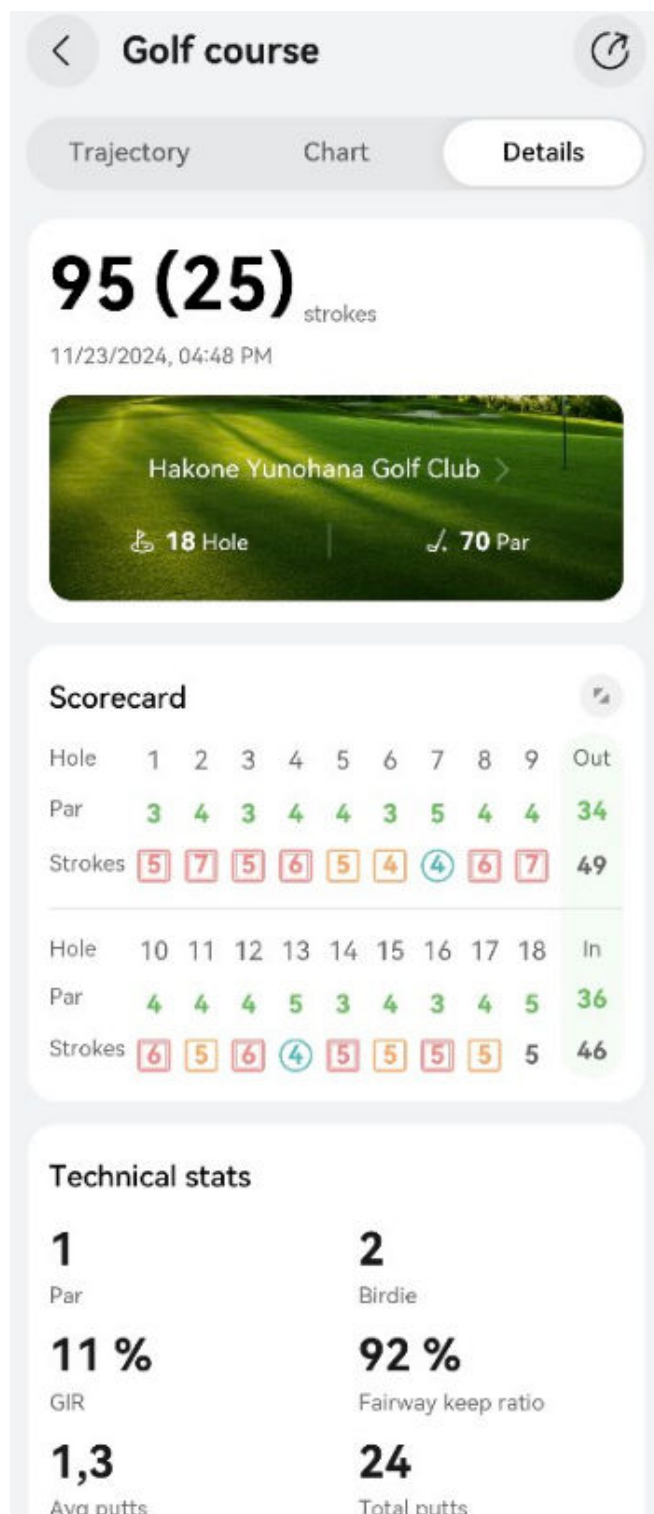 Golf course
Trajectory Chart Details
95 (25) strokes
11/23/2024, 04:48 PM
Hakone Yunohana Golf Club
18 Hole 70 Par
Scorecard
Hole 1 2 3 4 5 6 7 8 9 Out
Par 3 4 3 4 4 3 5 4 4 34
Strokes 5 7 5 6 5 4 4 6 7 49
Hole 10 11 12 13 14 15 16 17 18 In
Par 4 4 4 5 3 4 3 4 5 36
Strokes 6 5 6 4 5 5 5 5 5 46
Technical stats
1 2
Par Birdie
11 % 92 %
GIR Fairway keep ratio
1,3 24
Avg putts Total putts